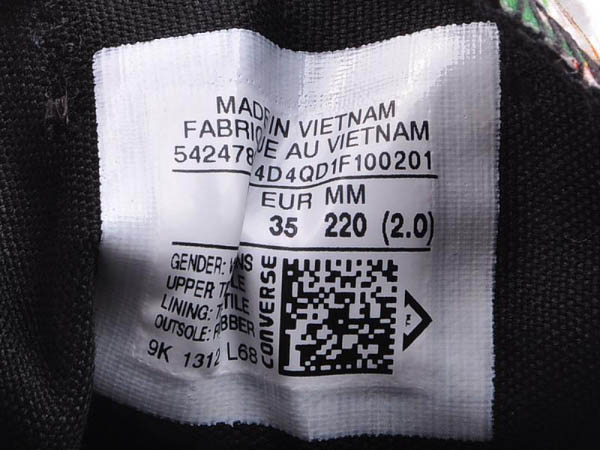 MADE IN VIETNAM
FABRIQUE AU VIETNAM
542478 4D4QD1F100201
EUR MM
35 220 (2.0)
GENDER:
UPPER:
LINING:
OUTSOLE: RUBBER
9K 1312 L68
CONVERSE